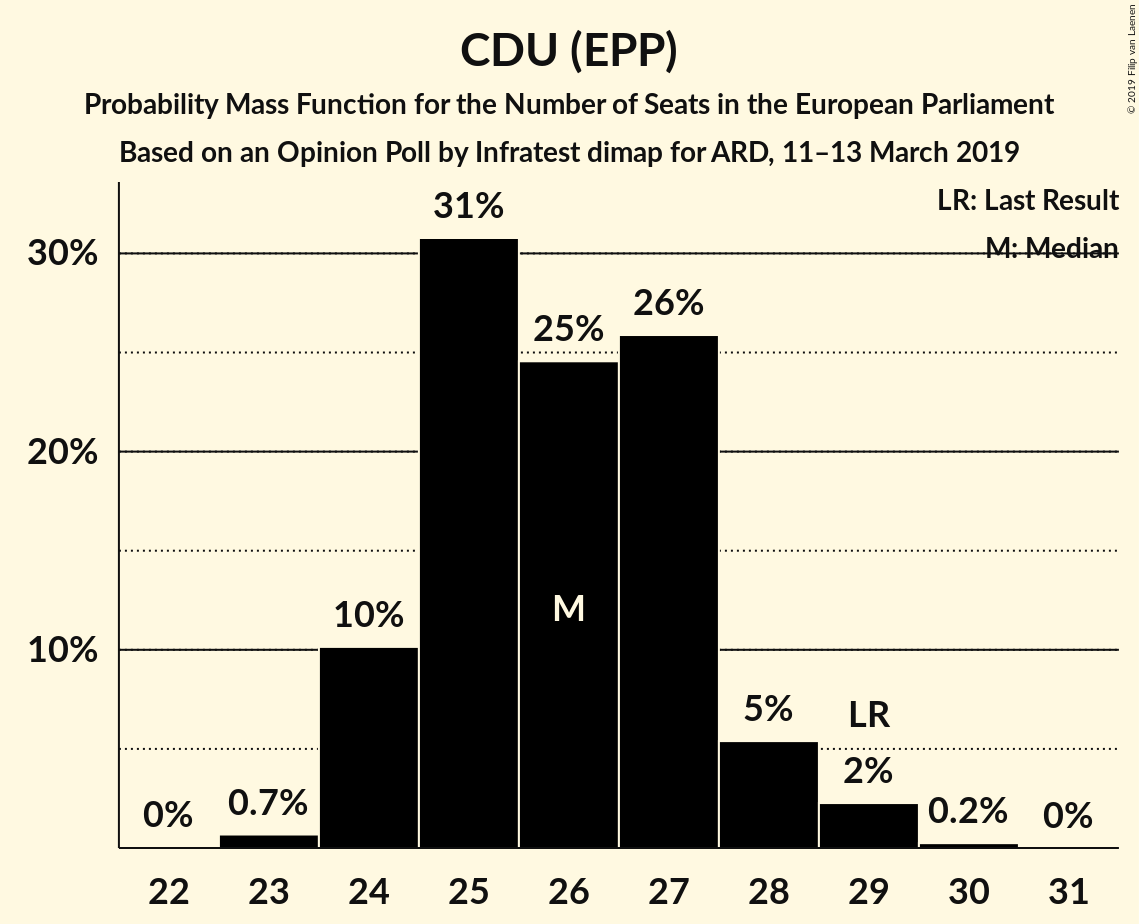 CDU (EPP)
Probability Mass Function for the Number of Seats in the European Parliament
Based on an Opinion Poll by Infratest dimap for ARD, 11–13 March 2019
© 2019 Filip van Laenen
LR: Last Result
M: Median
31%
30%
26%
25%
20%
10%
M
10%
5%
LR
2%
0%
0.7%
0.2%
0%
22 23 24 25 26 27 28 29 30 31